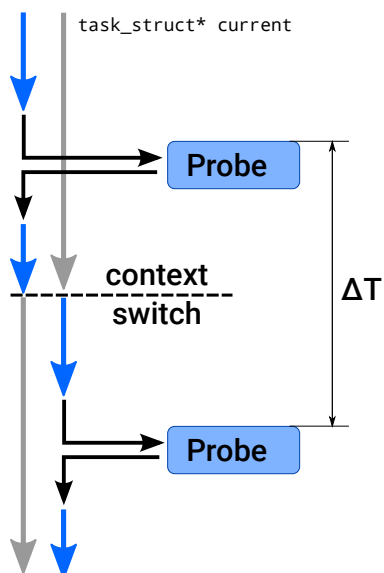 task_struct* current
Probe
context
switch
ΔT
Probe